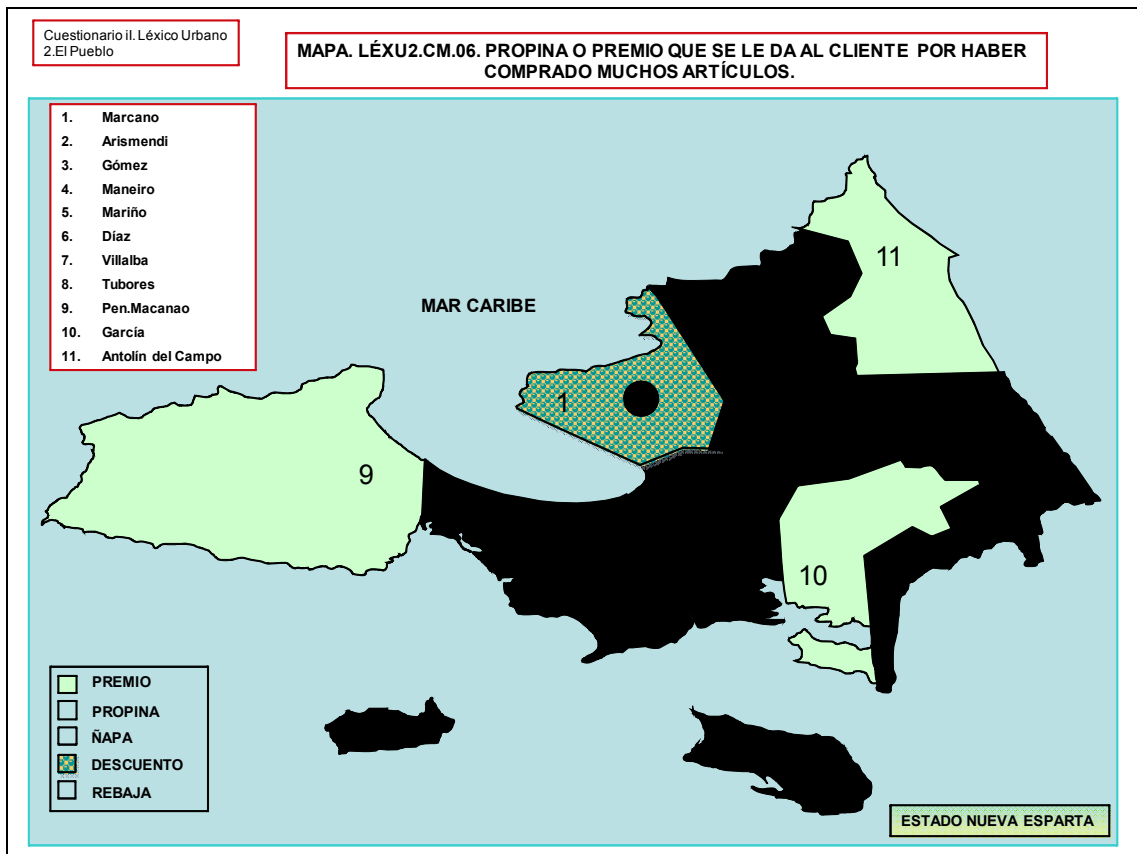 Cuestionario iI. Léxico Urbano
2.El Pueblo
MAPA. LÉXU2.CM.06. PROPINA O PREMIO QUE SE LE DA AL CLIENTE POR HABER
COMPRADO MUCHOS ARTÍCULOS.
1. Marcano
2. Arismendi
3. Gómez
4. Maneiro
5. Mariño
6. Díaz
7. Villalba
8. Tubores
9. Pen.Macanao
10. García
11. Antolín del Campo
11
MAR CARIBE
1
9
10
PREMIO
PROPINA
ÑAPA
DESCUENTO
REBAJA
ESTADO NUEVA ESPARTA